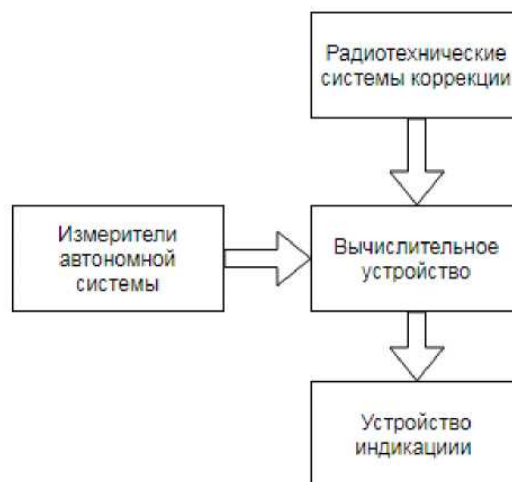 Радиотехнические
системы коррекции
Измерители
автономной
системы
Вычислительное
устройство
Устройство
индикациии